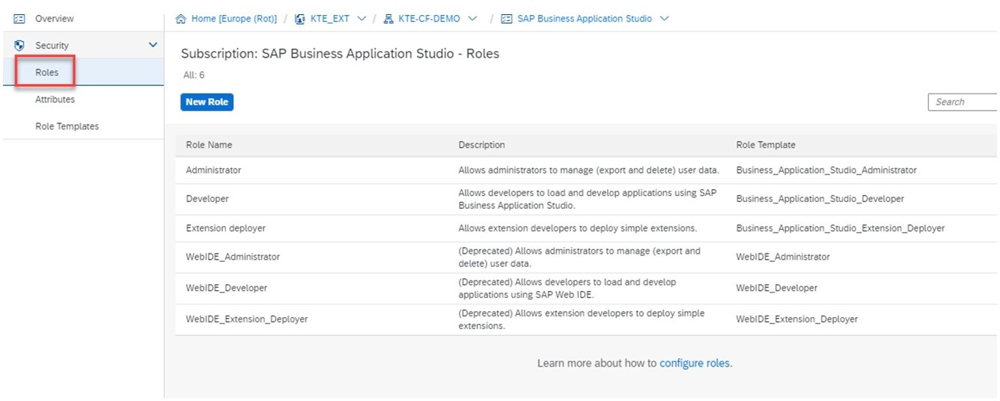 Overview
Home [Europe (Rot)] / KTE_EXT / KTE-CF-DEMO / SAP Business Application Studio
Security
Roles
Attributes
Role Templates
Subscription: SAP Business Application Studio - Roles
All: 6
New Role
Search
Role Name Description Role Template
Administrator Allows administrators to manage (export and delete) user data. Business_Application_Studio_Administrator
Developer Allows developers to load and develop applications using SAP
Business Application Studio. Business_Application_Studio_Developer
Extension deployer Allows extension developers to deploy simple extensions. Business_Application_Studio_Extension_Deployer
WebIDE_Administrator (Deprecated) Allows administrators to manage (export and
delete) user data. WebIDE_Administrator
WebIDE_Developer (Deprecated) Allows developers to load and develop
applications using SAP Web IDE. WebIDE_Developer
WebIDE_Extension_Deployer (Deprecated) Allows extension developers to deploy simple
extensions. WebIDE_Extension_Deployer
Learn more about how to configure roles.